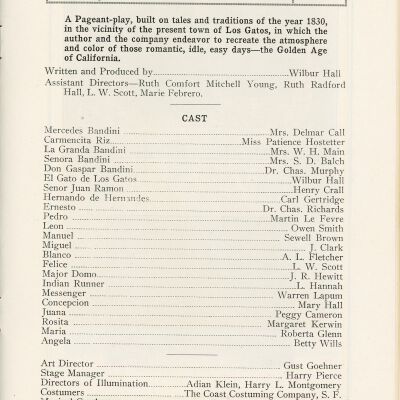 A Pageant-play, built on tales and traditions of the year 1830,
in the vicinity of the present town of Los Gatos, in which the
author and the company endeavor to recreate the atmosphere
and color of those romantic, idle, easy days—the Golden Age
of California.
Written and Produced by Wilbur Hall
Assistant Directors—Ruth Comfort Mitchell Young, Ruth Radford
Hall, L. W. Scott, Marie Febrero.
CAST
Mercedes Bandini Mrs. Delmar Call
Carmencita Riz Miss Patience Hostetter
La Granda Bandini Mrs. W. H. Main
Senora Bandini Mrs. S. D. Balch
Don Gaspar Bandini Dr. Chas. Murphy
El Gato de Los Gatos Wilbur Hall
Senor Juan Ramon Henry Crall
Hernando de Hernandes Carl Gertridge
Ernesto Dr. Chas. Richards
Pedro Martin Le Fevre
Leon Owen Smith
Manuel Sewell Brown
Miguel J. Clark
Blanco A. L. Fletcher
Felice L. W. Scott
Major Domo J. R. Hewitt
Indian Runner L. Hannah
Messenger Warren Lapum
Concepcion Mary Hall
Juana Peggy Cameron
Rosita Margaret Kerwin
Maria Roberta Glenn
Angela Betty Wills
Art Director Gust Goehner
Stage Manager Harry Pierce
Directors of Illumination Adian Klein, Harry L. Montgomery
Costumers The Coast Costuming Company, S. F.